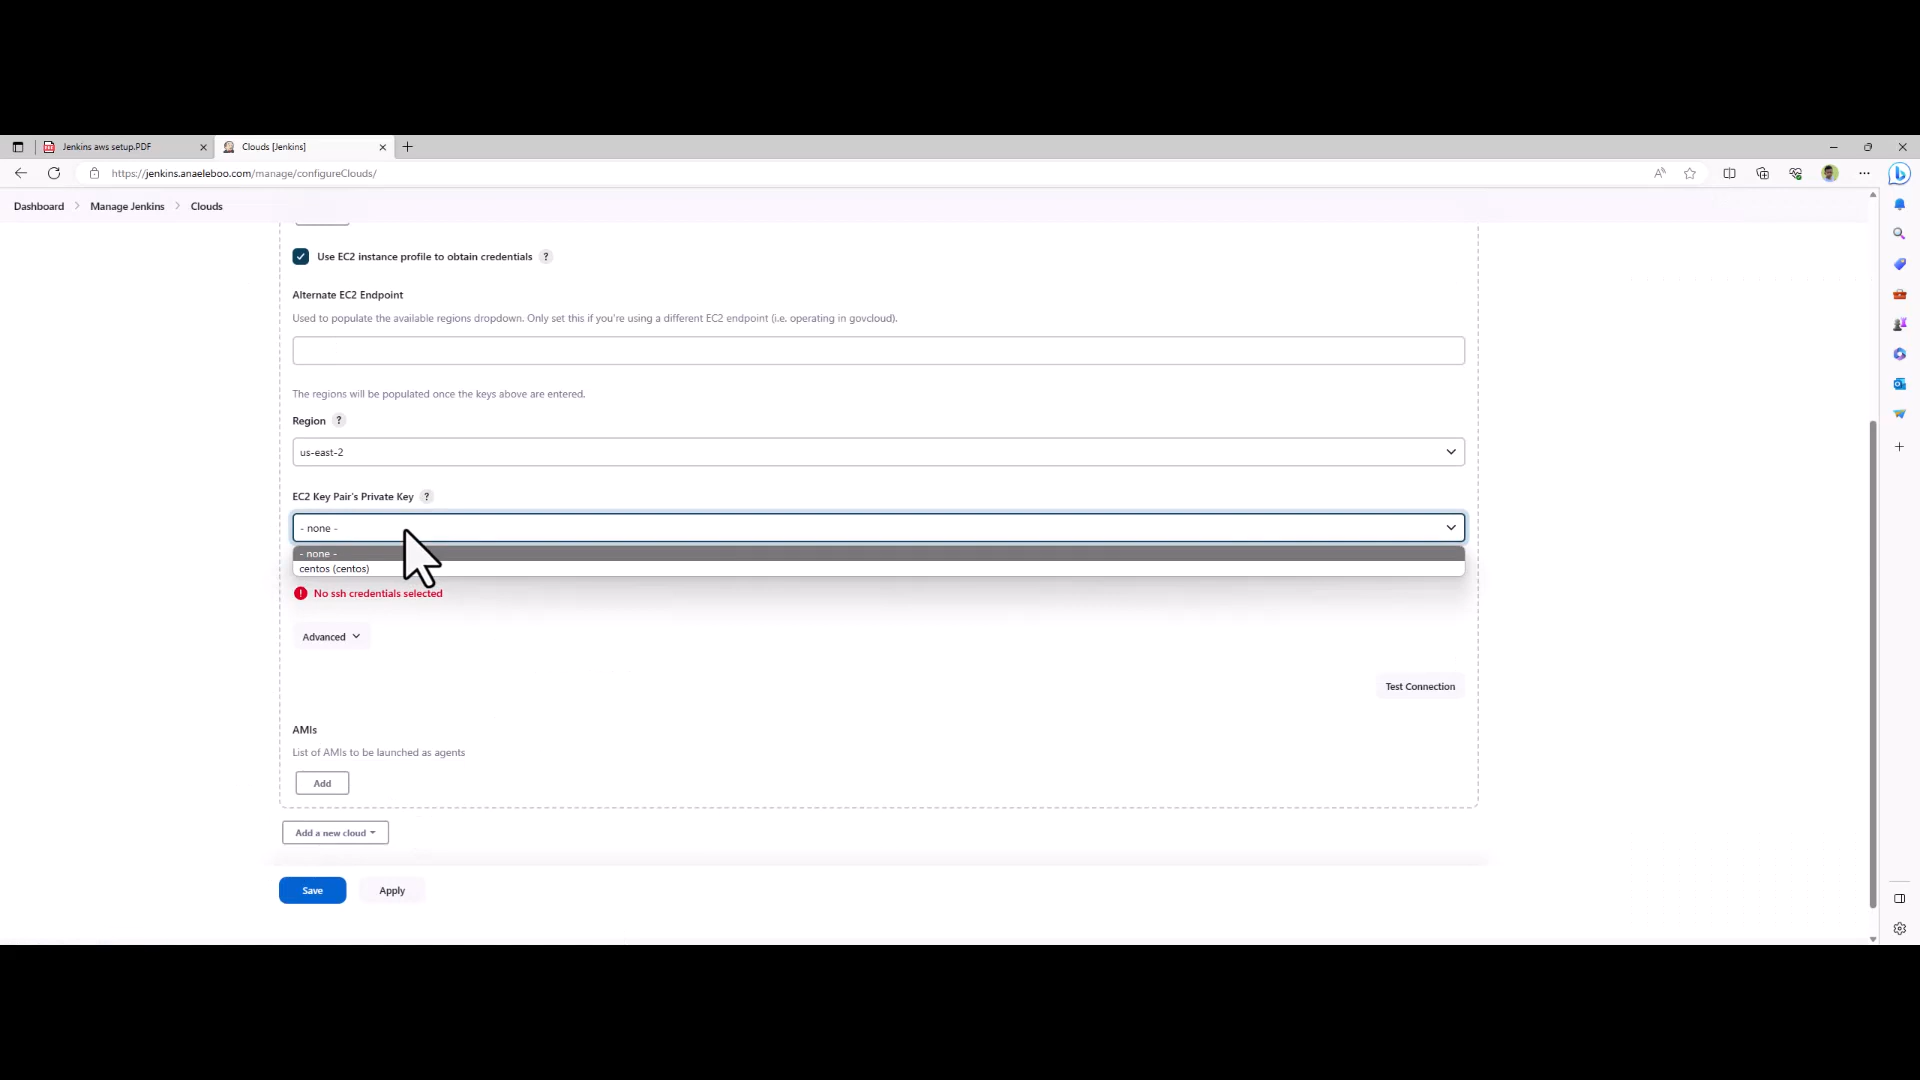 Jenkins aws setup.PDF
Clouds [Jenkins]
https://jenkins.anaeleboo.com/manage/configureClouds/
Dashboard > Manage Jenkins > Clouds
Use EC2 instance profile to obtain credentials ?
Alternate EC2 Endpoint
Used to populate the available regions dropdown. Only set this if you're using a different EC2 endpoint (i.e. operating in govcloud).
The regions will be populated once the keys above are entered.
Region ?
us-east-2
EC2 Key Pair's Private Key ?
- none -
- none -
centos (centos)
No ssh credentials selected
Advanced
Test Connection
AMIs
List of AMIs to be launched as agents
Add
Add a new cloud
Save
Apply